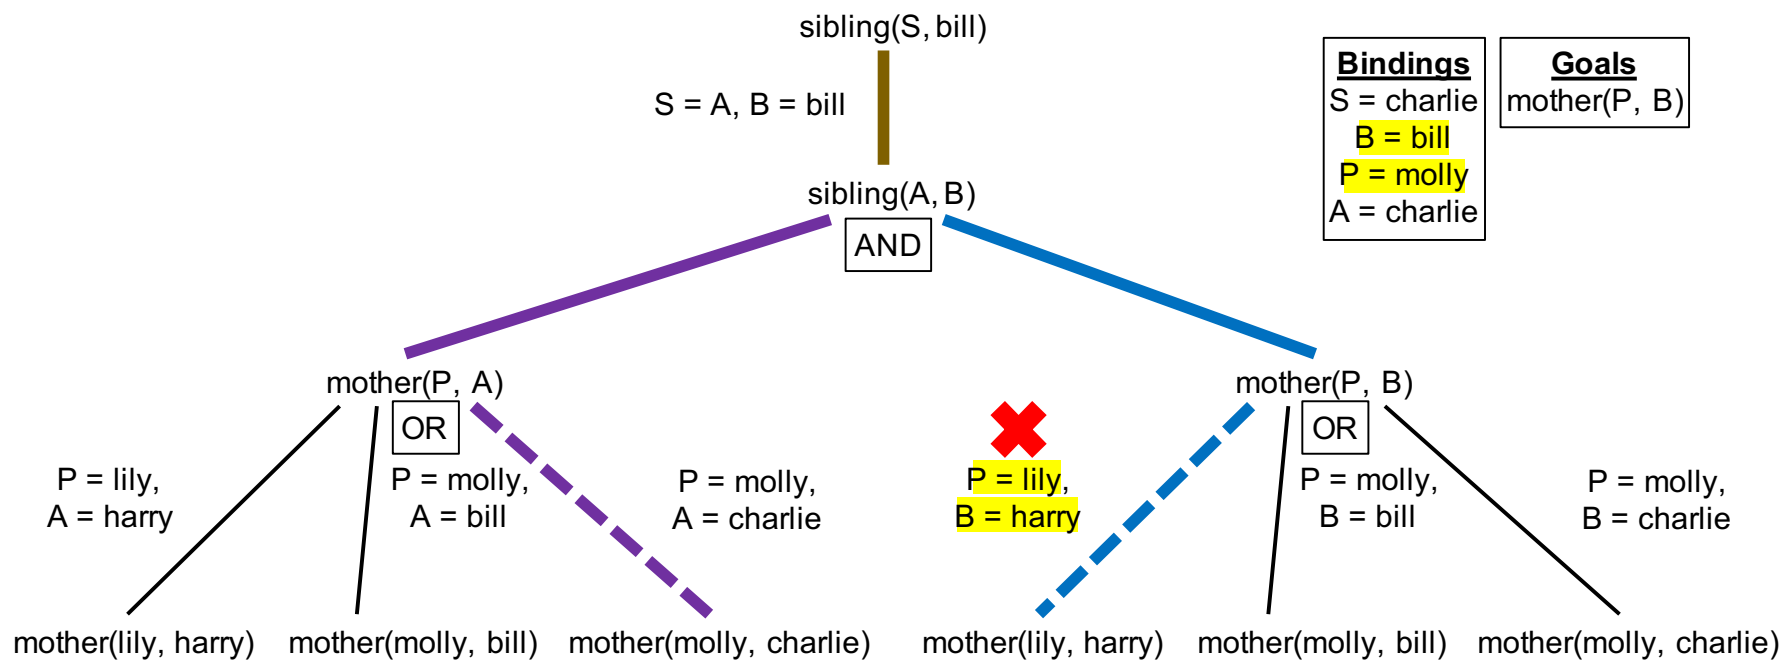 sibling(S, bill)
Bindings
S = charlie
B = bill
P = molly
A = charlie
Goals
mother(P, B)
S = A, B = bill
sibling(A, B)
AND
mother(P, A)
OR
mother(P, B)
OR
P = lily,
A = harry
P = molly,
A = bill
P = molly,
A = charlie
P = lily,
B = harry
P = molly,
B = bill
P = molly,
B = charlie
mother(lily, harry)
mother(molly, bill)
mother(molly, charlie)
mother(lily, harry)
mother(molly, bill)
mother(molly, charlie)